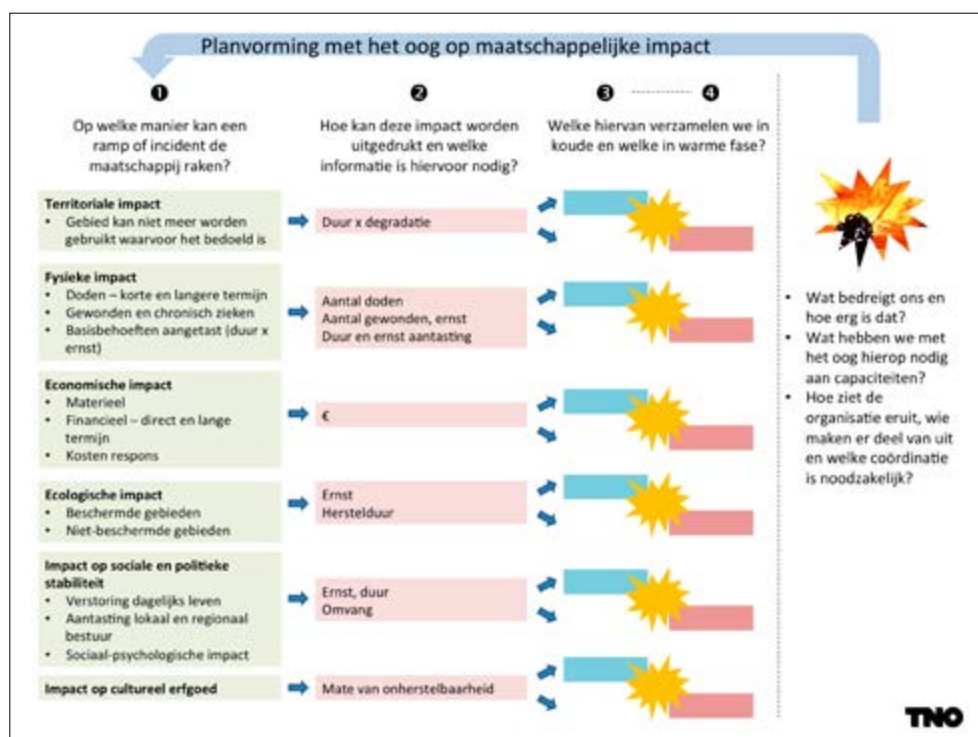 Planvorming met het oog op maatschappelijke impact
❶
Op welke manier kan een
ramp of incident de
maatschappij raken?
❷
Hoe kan deze impact worden
uitgedrukt en welke
informatie is hiervoor nodig?
❸ ❹
Welke hiervan verzamelen we in
koude en welke in warme fase?
Territoriale impact
• Gebied kan niet meer worden
gebruikt waarvoor het bedoeld is
Duur x degradatie
Fysieke impact
• Doden – korte en langere termijn
• Gewonden en chronisch zieken
• Basisbehoeften aangetast (duur x
ernst)
Aantal doden
Aantal gewonden, ernst
Duur en ernst aantasting
Economische impact
• Materieel
• Financieel – direct en lange
termijn
• Kosten respons
€
Ecologische impact
• Beschermde gebieden
• Niet-beschermde gebieden
Ernst
Herstelduur
Impact op sociale en politieke
stabiliteit
• Verstoring dagelijks leven
• Aantasting lokaal en regionaal
bestuur
• Sociaal-psychologische impact
Ernst, duur
Omvang
Impact op cultureel erfgoed
Mate van onherstelbaarheid
• Wat bedreigt ons en
hoe erg is dat?
• Wat hebben we met
het oog hierop nodig
aan capaciteiten?
• Hoe ziet de
organisatie eruit, wie
maken er deel van uit
en welke coördinatie
is noodzakelijk?
TNO